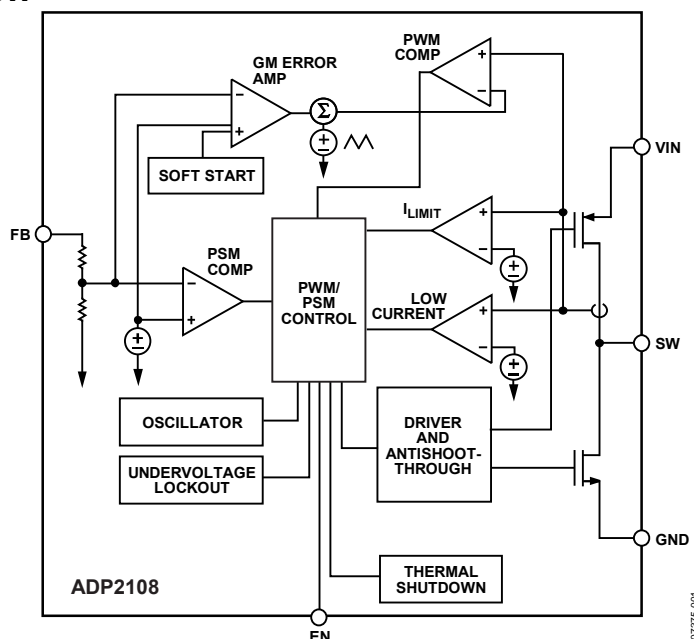 GM ERROR
AMP
PWM
COMP
+
−
−
+
Σ
SOFT START
VIN
FB
PSM
COMP
−
+
PWM/
PSM
CONTROL
ILIMIT
+
−
LOW
CURRENT
+
−
SW
OSCILLATOR
UNDERVOLTAGE
LOCKOUT
DRIVER
AND
ANTISHOOT-
THROUGH
GND
THERMAL
SHUTDOWN
ADP2108
EN